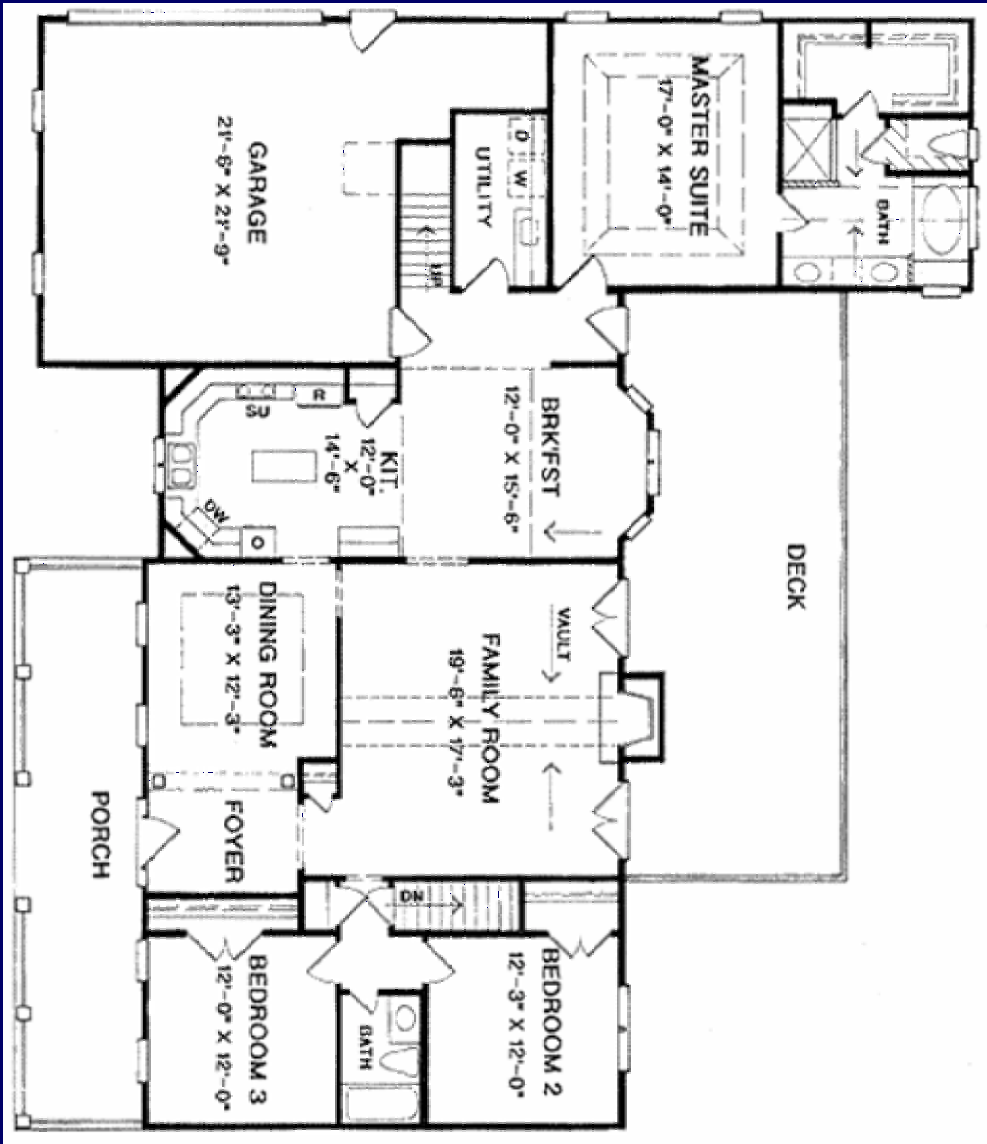 GARAGE
21'-6" X 21'-9"
UTILITY
D
W
UP
MASTER SUITE
17'-0" X 14'-0"
BATH
DECK
BRK'FST
12'-0" X 15'-6"
KIT.
12'-0"
X
14'-6"
R
SU
DW
O
DINING ROOM
13'-3" X 12'-3"
FAMILY ROOM
19'-6" X 17'-3"
VAULT
FOYER
PORCH
DN
BEDROOM 3
12'-0" X 12'-0"
BATH
BEDROOM 2
12'-3" X 12'-0"